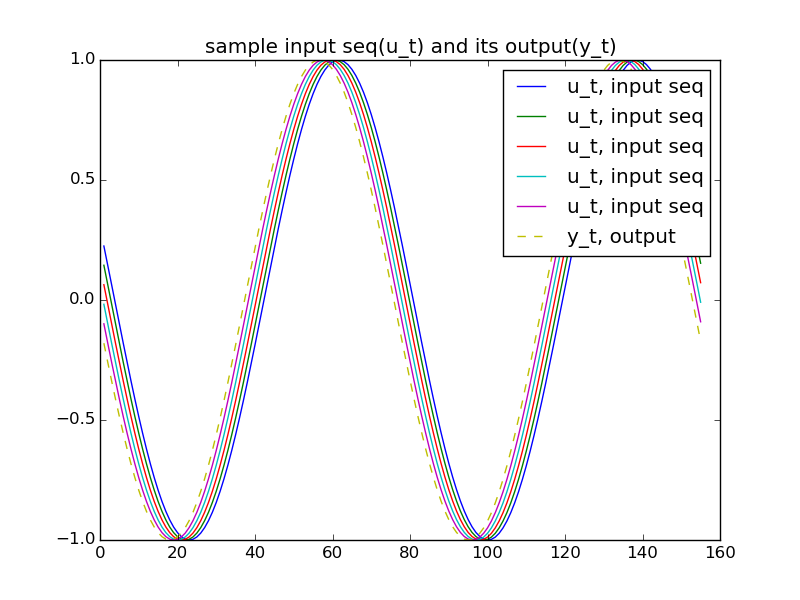 sample input seq(u_t) and its output(y_t)
1.0
0.5
0.0
−0.5
−1.0
u_t, input seq
u_t, input seq
u_t, input seq
u_t, input seq
u_t, input seq
y_t, output
0 20 40 60 80 100 120 140 160